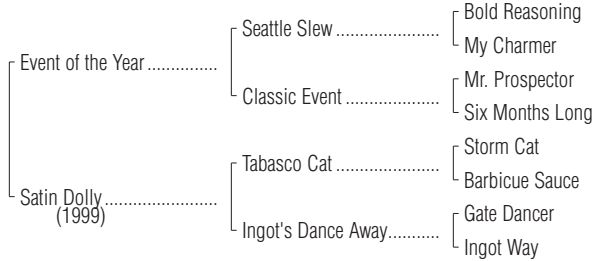 Bold Reasoning
Seattle Slew ......................
My Charmer
Event of the Year ...............
Mr. Prospector
Classic Event ....................
Six Months Long
Storm Cat
Tabasco Cat ......................
Barbicue Sauce
Satin Dolly ........................
(1999)
Gate Dancer
Ingot's Dance Away...........
Ingot Way